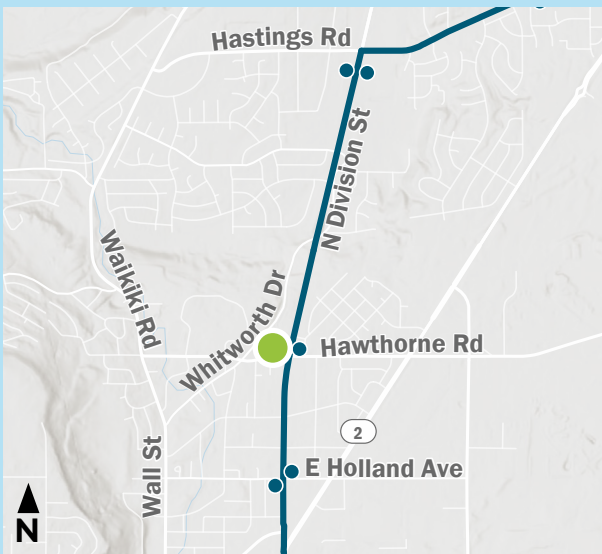 Hastings Rd
N Division St
Waikiki Rd
Whitworth Dr
Hawthorne Rd
2
Wall St
E Holland Ave
N